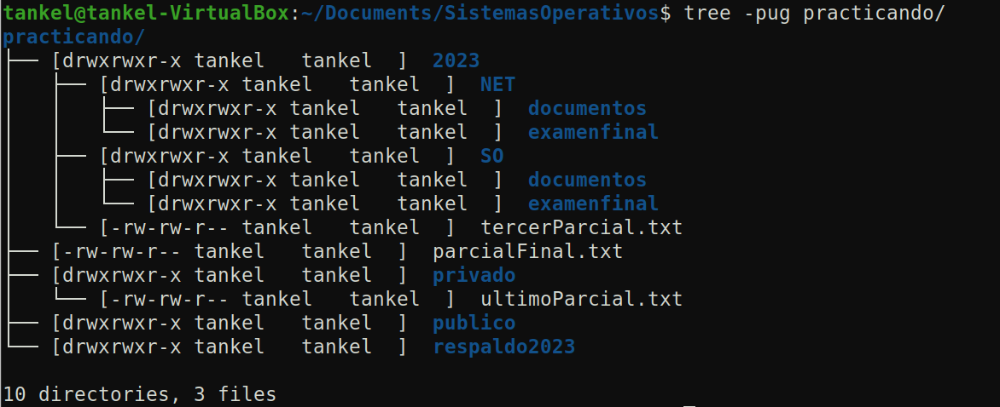 tankel@tankel-VirtualBox:~/Documents/SistemasOperativos$ tree -pug practicando/
practicando/
├── [drwxrwxr-x tankel   tankel  ]  2023
│   ├── [drwxrwxr-x tankel   tankel  ]  NET
│   │   ├── [drwxrwxr-x tankel   tankel  ]  documentos
│   │   └── [drwxrwxr-x tankel   tankel  ]  examenfinal
│   ├── [drwxrwxr-x tankel   tankel  ]  SO
│   │   ├── [drwxrwxr-x tankel   tankel  ]  documentos
│   │   └── [drwxrwxr-x tankel   tankel  ]  examenfinal
│   └── [-rw-rw-r-- tankel   tankel  ]  tercerParcial.txt
├── [-rw-rw-r-- tankel   tankel  ]  parcialFinal.txt
├── [drwxrwxr-x tankel   tankel  ]  privado
│   └── [-rw-rw-r-- tankel   tankel  ]  ultimoParcial.txt
├── [drwxrwxr-x tankel   tankel  ]  publico
└── [drwxrwxr-x tankel   tankel  ]  respaldo2023

10 directories, 3 files